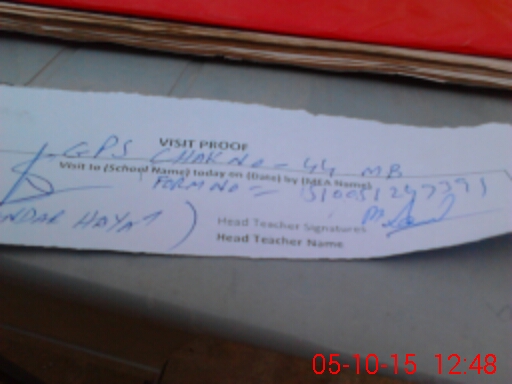 VISIT PROOF
GPS CHAK No = 44 MB
Visit to (School Name) today on (Date) by (MEA Name)
FORM No =
Head Teacher Signatures
NDAR HAYAT )
Head Teacher Name
05-10-15 12:48